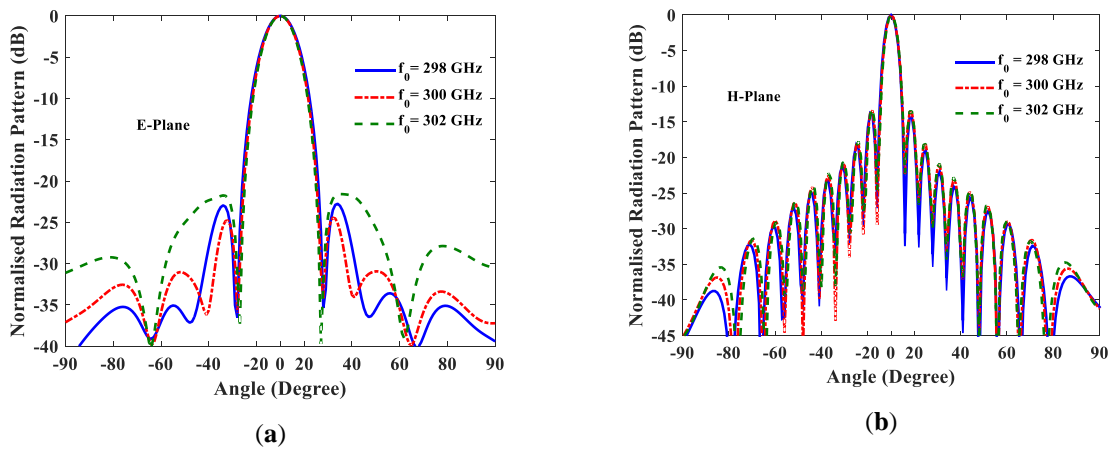 (a)
Normalised Radiation Pattern (dB)
0
-5
-10
-15
-20
-25
-30
-35
-40
E-Plane
f0= 298 GHz
f0= 300 GHz
f0= 302 GHz
-90 -80 -60 -40 -20 0 20 40 60 80 90
Angle (Degree)
(a)
(b)
Normalised Radiation Pattern (dB)
0
-5
-10
-15
-20
-25
-30
-35
-40
-45
H-Plane
f0= 298 GHz
f0= 300 GHz
f0= 302 GHz
-90 -80 -60 -40 -20 0 20 40 60 80 90
Angle (Degree)
(b)